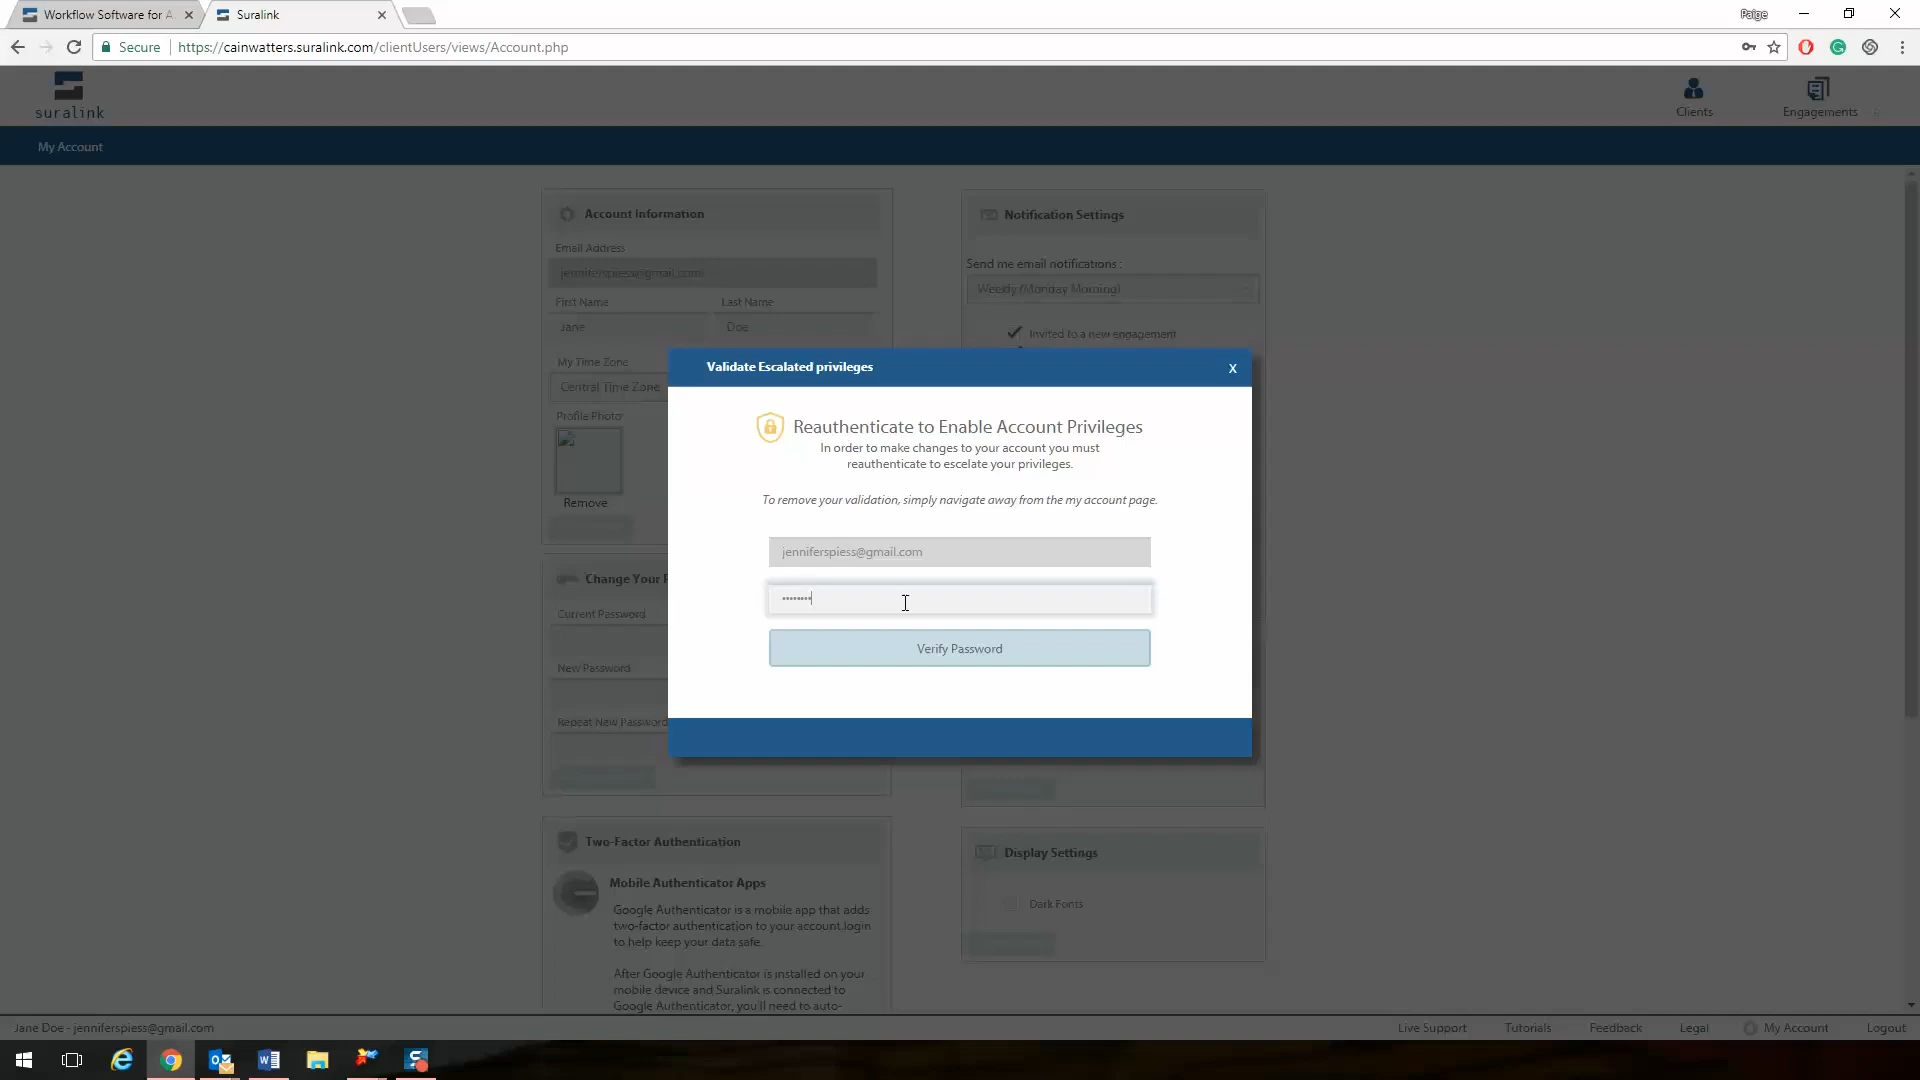 Workflow Software for A
Suralink
Paige
Secure
https://cainwatters.suralink.com/clientUsers/views/Account.php
suralink
Clients
Engagements
My Account
Account Information
Email Address
jenniferspiess@gmail.com
First Name
Last Name
Jane
Doe
My Time Zone
Central Time Zone
Profile Photo
Remove
Notification Settings
Send me email notifications :
Weekly (Monday Morning)
Invited to a new engagement
Validate Escalated privileges
X
Reauthenticate to Enable Account Privileges
In order to make changes to your account you must
reauthenticate to escelate your privileges.
To remove your validation, simply navigate away from the my account page.
jenniferspiess@gmail.com
••••••••
Verify Password
Change Your P
Current Password
New Password
Repeat New Password
Two-Factor Authentication
Mobile Authenticator Apps
Google Authenticator is a mobile app that adds
two-factor authentication to your account login
to help keep your data safe.
After Google Authenticator is installed on your
mobile device and Suralink is connected to
Google Authenticator, you'll need to auto-
Display Settings
Dark Fonts
Jane Doe - jenniferspiess@gmail.com
Live Support
Tutorials
Feedback
Legal
My Account
Logout